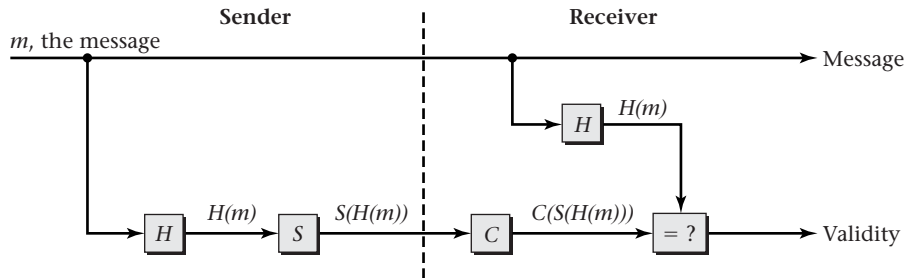 Sender Receiver
m, the message
Message
H H(m)
H H(m) S S(H(m)) C C(S(H(m))) = ? Validity